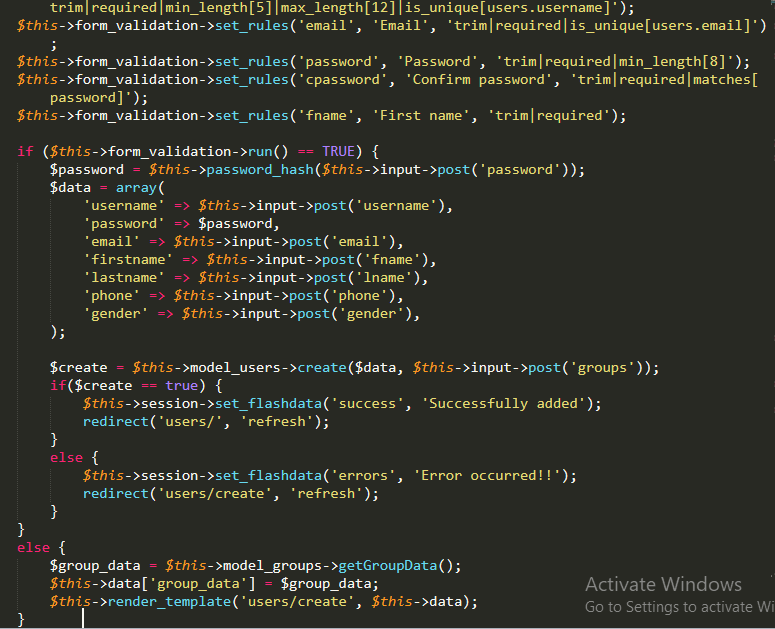 trim|required|min_length[5]|max_length[12]|is_unique[users.username]');
$this->form_validation->set_rules('email', 'Email', 'trim|required|is_unique[users.email]')
;
$this->form_validation->set_rules('password', 'Password', 'trim|required|min_length[8]');
$this->form_validation->set_rules('cpassword', 'Confirm password', 'trim|required|matches[
password]');
$this->form_validation->set_rules('fname', 'First name', 'trim|required');
if ($this->form_validation->run() == TRUE) {
$password = $this->password_hash($this->input->post('password'));
$data = array(
'username' => $this->input->post('username'),
'password' => $password,
'email' => $this->input->post('email'),
'firstname' => $this->input->post('fname'),
'lastname' => $this->input->post('lname'),
'phone' => $this->input->post('phone'),
'gender' => $this->input->post('gender'),
);
$create = $this->model_users->create($data, $this->input->post('groups'));
if($create == true) {
$this->session->set_flashdata('success', 'Successfully added');
redirect('users/', 'refresh');
}
else {
$this->session->set_flashdata('errors', 'Error occurred!!');
redirect('users/create', 'refresh');
}
}
else {
$group_data = $this->model_groups->getGroupData();
$this->data['group_data'] = $group_data;
$this->render_template('users/create', $this->data);
}
Activate Windows
Go to Settings to activate Wi